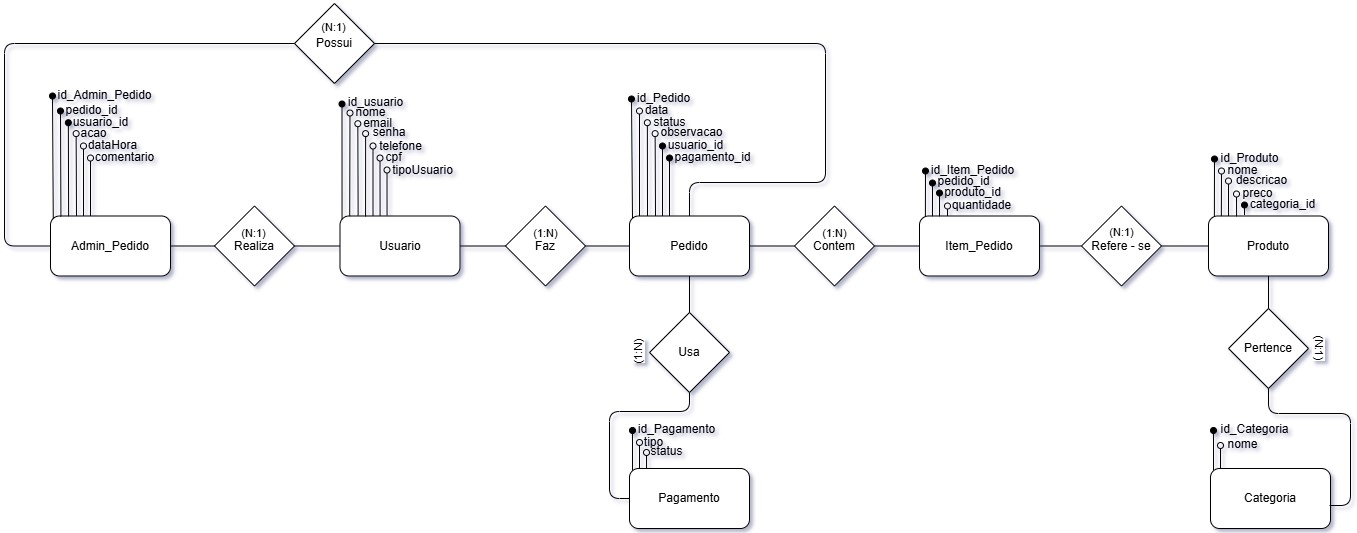 (N:1)
Possui
id_Admin_Pedido
pedido_id
usuario_id
acao
dataHora
comentario
Admin_Pedido
(N:1)
Realiza
id_usuario
nome
email
senha
telefone
cpf
tipoUsuario
Usuario
(1:N)
Faz
id_Pedido
data
status
observacao
usuario_id
pagamento_id
Pedido
(1:N)
Contem
id_Item_Pedido
pedido_id
produto_id
quantidade
Item_Pedido
(N:1)
Refere - se
id_Produto
nome
descricao
preco
categoria_id
Produto
(1:N)
Usa
id_Pagamento
tipo
status
Pagamento
Pertence
(N:1)
id_Categoria
nome
Categoria